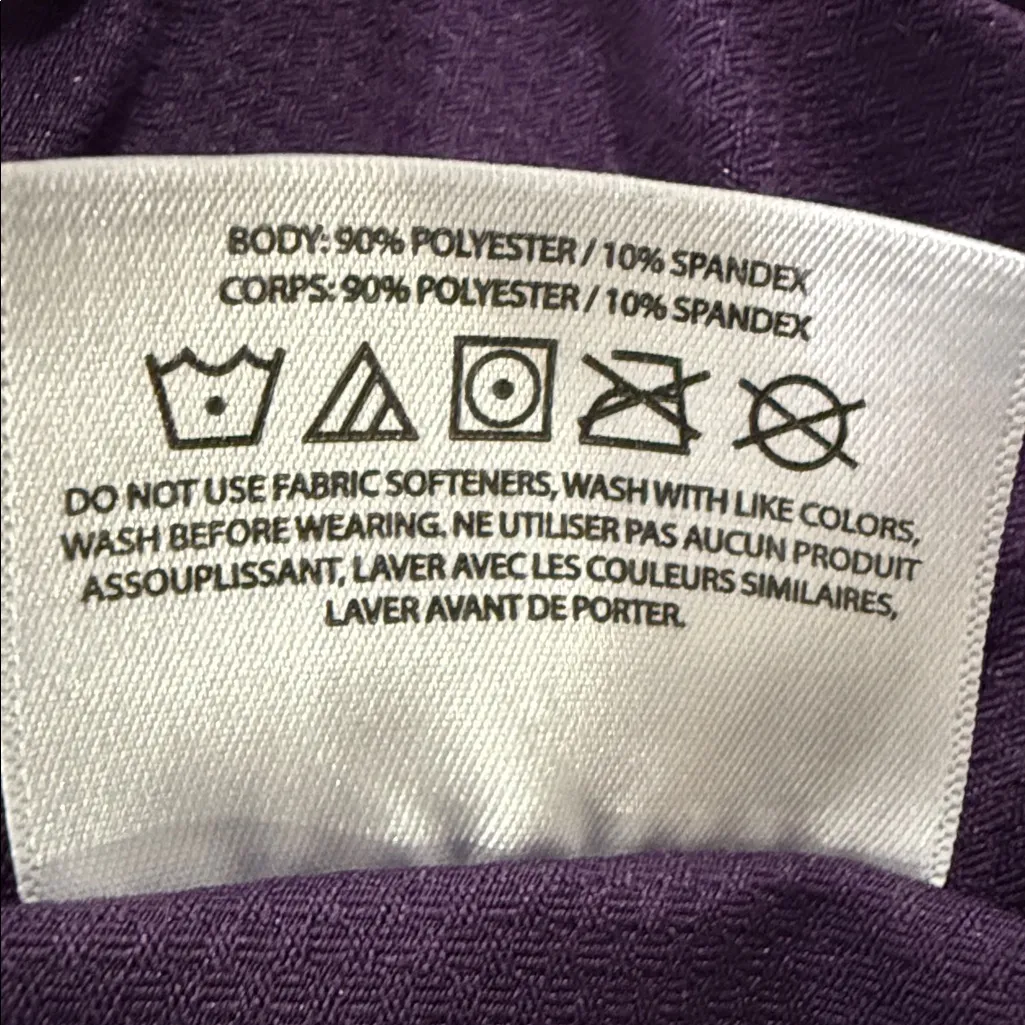 BODY: 90% POLYESTER / 10% SPANDEX
CORPS: 90% POLYESTER / 10% SPANDEX
DO NOT USE FABRIC SOFTENERS, WASH WITH LIKE COLORS,
WASH BEFORE WEARING. NE UTILISER PAS AUCUN PRODUIT
ASSOUPLISSANT, LAVER AVEC LES COULEURS SIMILAIRES,
LAVER AVANT DE PORTER.